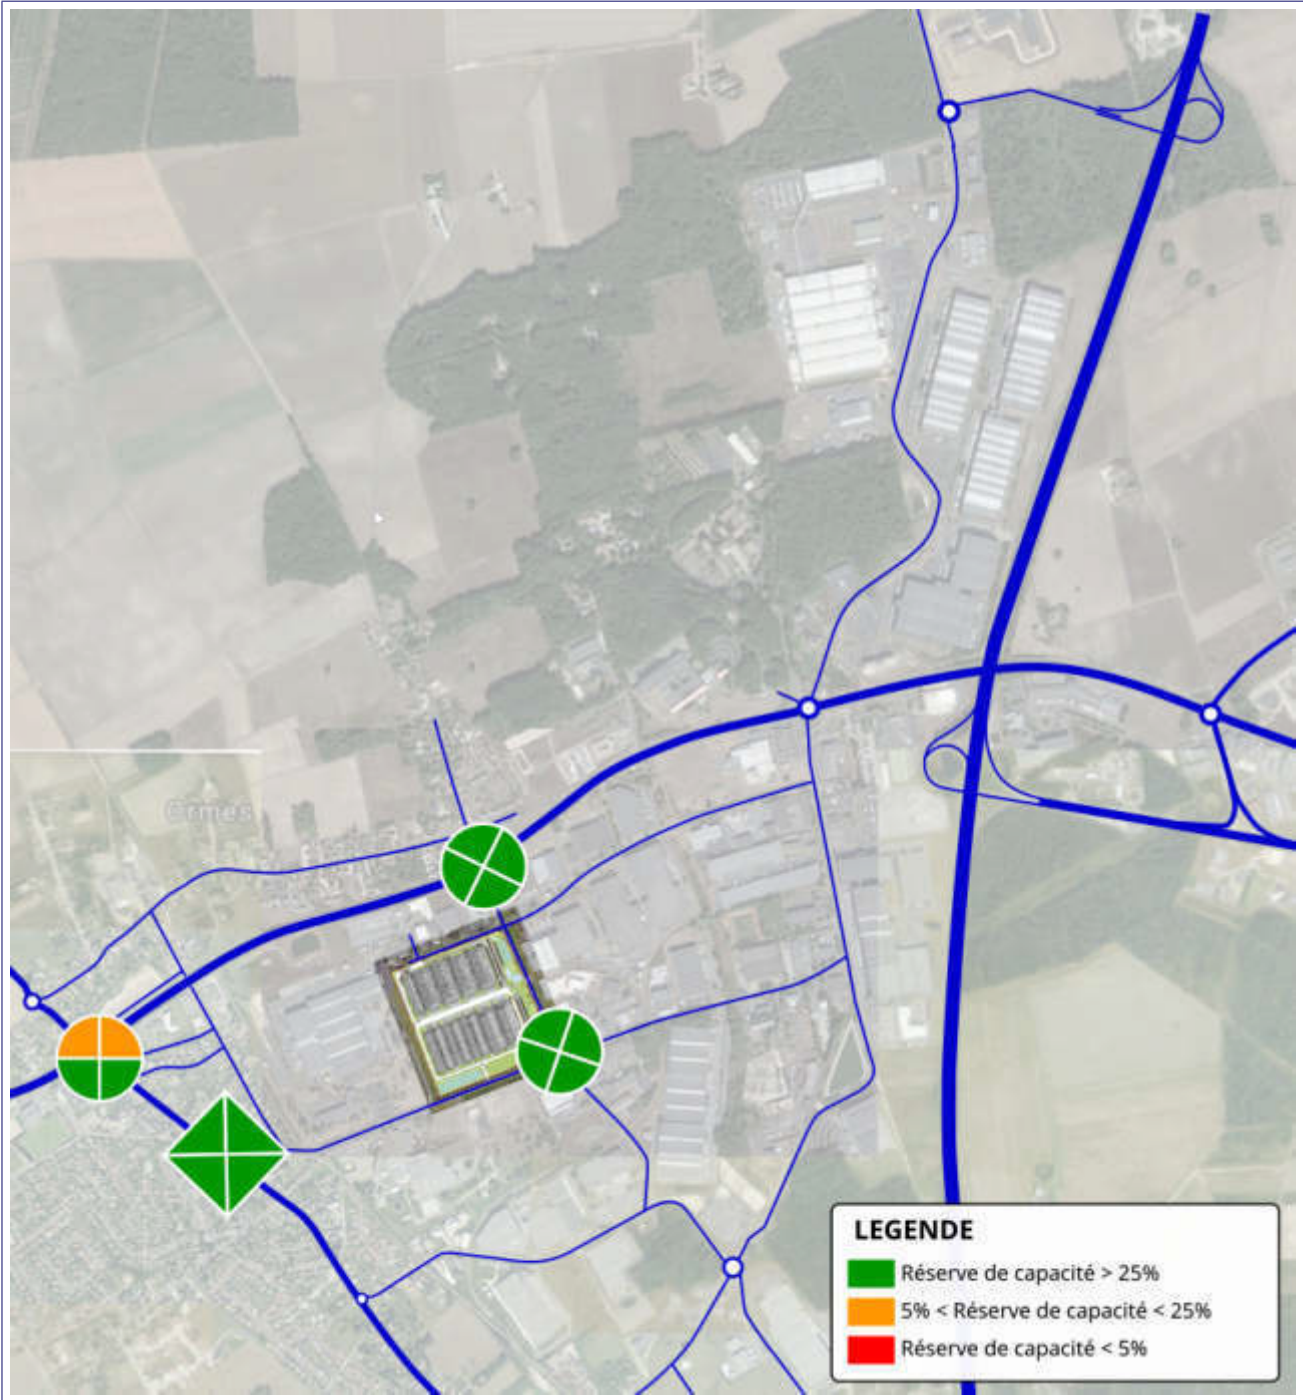 Ormes
LEGENDE
Réserve de capacité > 25%
5% < Réserve de capacité < 25%
Réserve de capacité < 5%